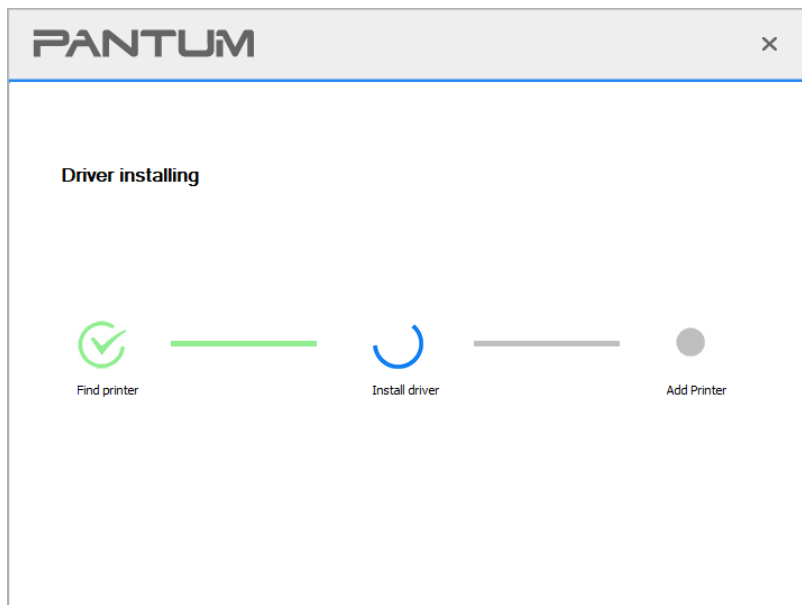 PANTUM
Driver installing
Find printer
Install driver
Add Printer